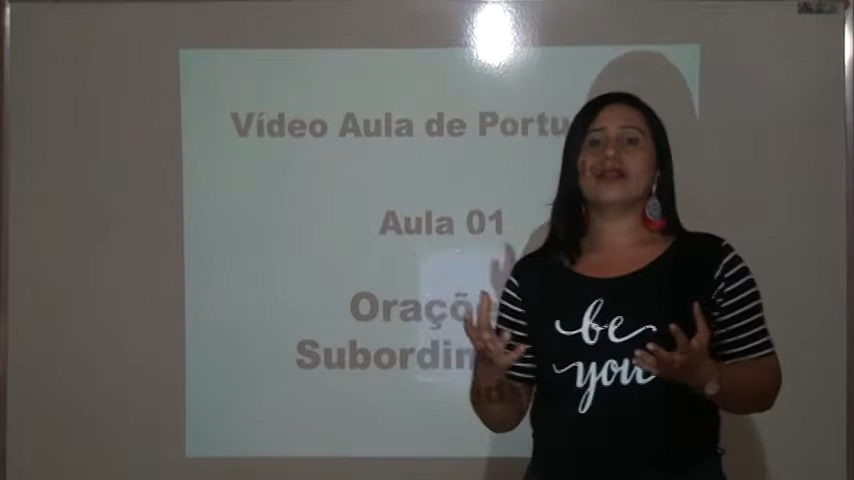 Vídeo Aula de Portu
Aula 01
Oraçõ
Subordin
be
you